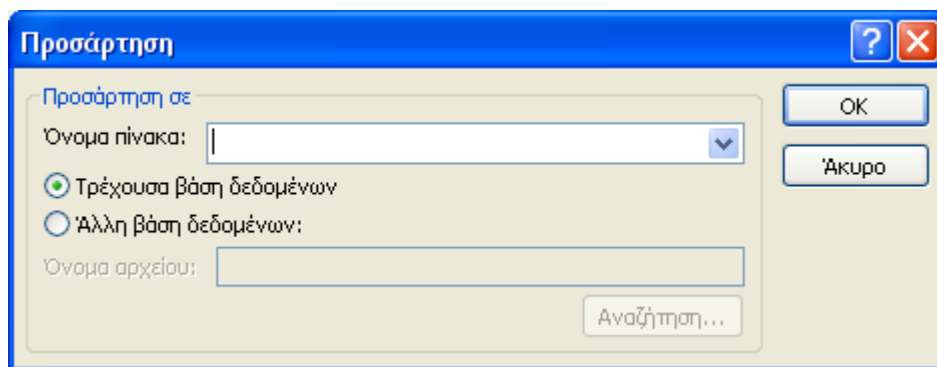 Προσάρτηση
Προσάρτηση σε
Όνομα πίνακα:
Τρέχουσα βάση δεδομένων
Άλλη βάση δεδομένων:
Όνομα αρχείου:
Αναζήτηση...
OK
Άκυρο